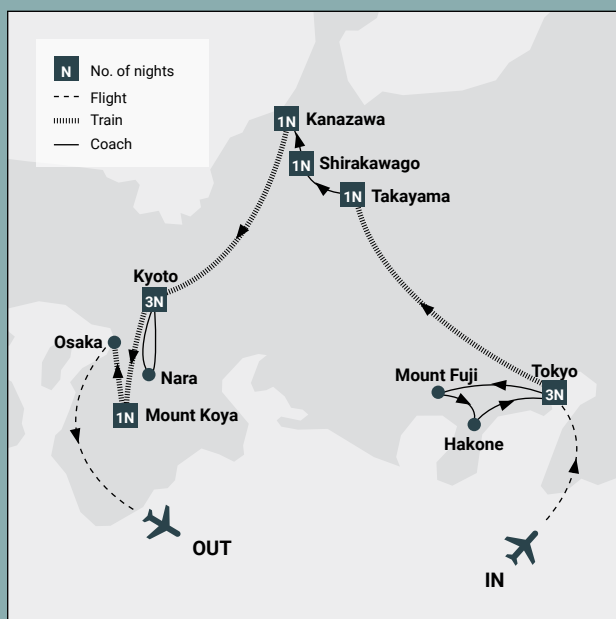 N No. of nights
Flight
Train
Coach
1N Kanazawa
1N Shirakawago
1N Takayama
Kyoto
3N
Osaka
Nara
1N Mount Koya
Tokyo
3N
Mount Fuji
Hakone
OUT
IN